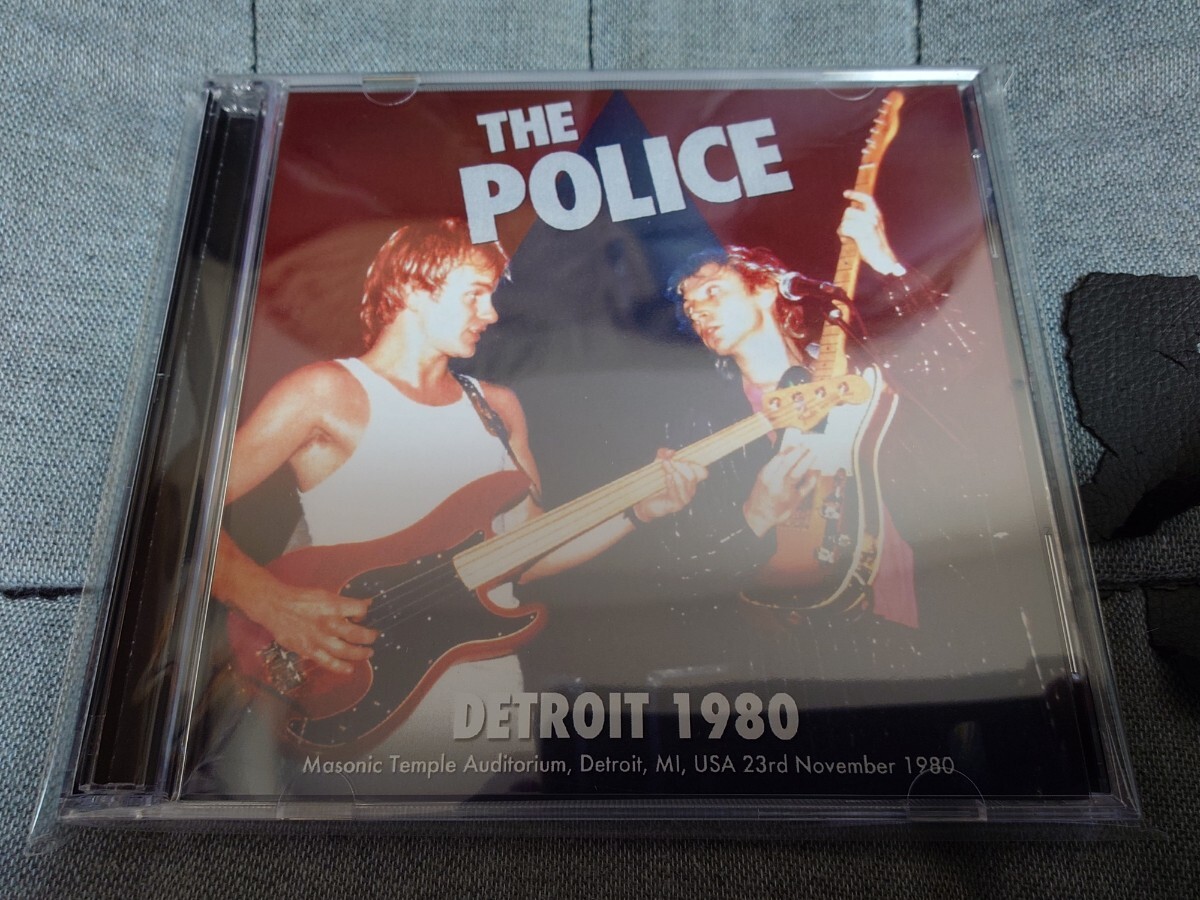 THE
POLICE
DETROIT 1980
Masonic Temple Auditorium, Detroit, MI, USA 23rd November 1980